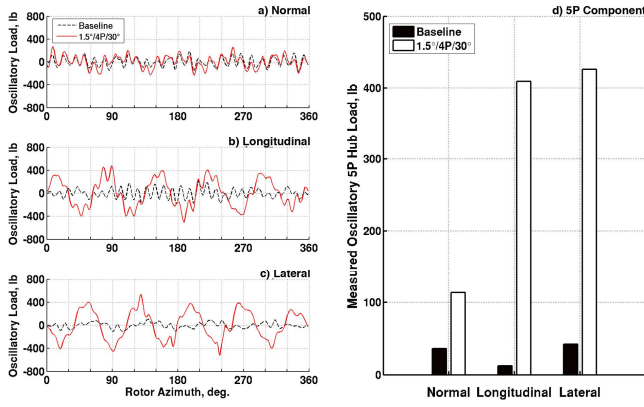 a) Normal
Baseline
1.5°/4P/30°
Oscillatory Load, lb
800
400
0
-400
-800
0 90 180 270 360
b) Longitudinal
Oscillatory Load, lb
800
400
0
-400
800
0 90 180 270 360
c) Lateral
Oscillatory Load, lb
800
400
0
-400
-800
0 90 180 270 360
Rotor Azimuth, deg.
d) 5P Component
Baseline
1.5°/4P/30°
Measured Oscillatory 5P Hub Load, lb
500
400
300
200
100
0
Normal Longitudinal Lateral